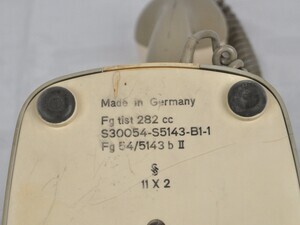 Made in Germany
Fg tist 282 cc
S30054-S5143-B1-1
Fg 54/5143 b II
11 X 2